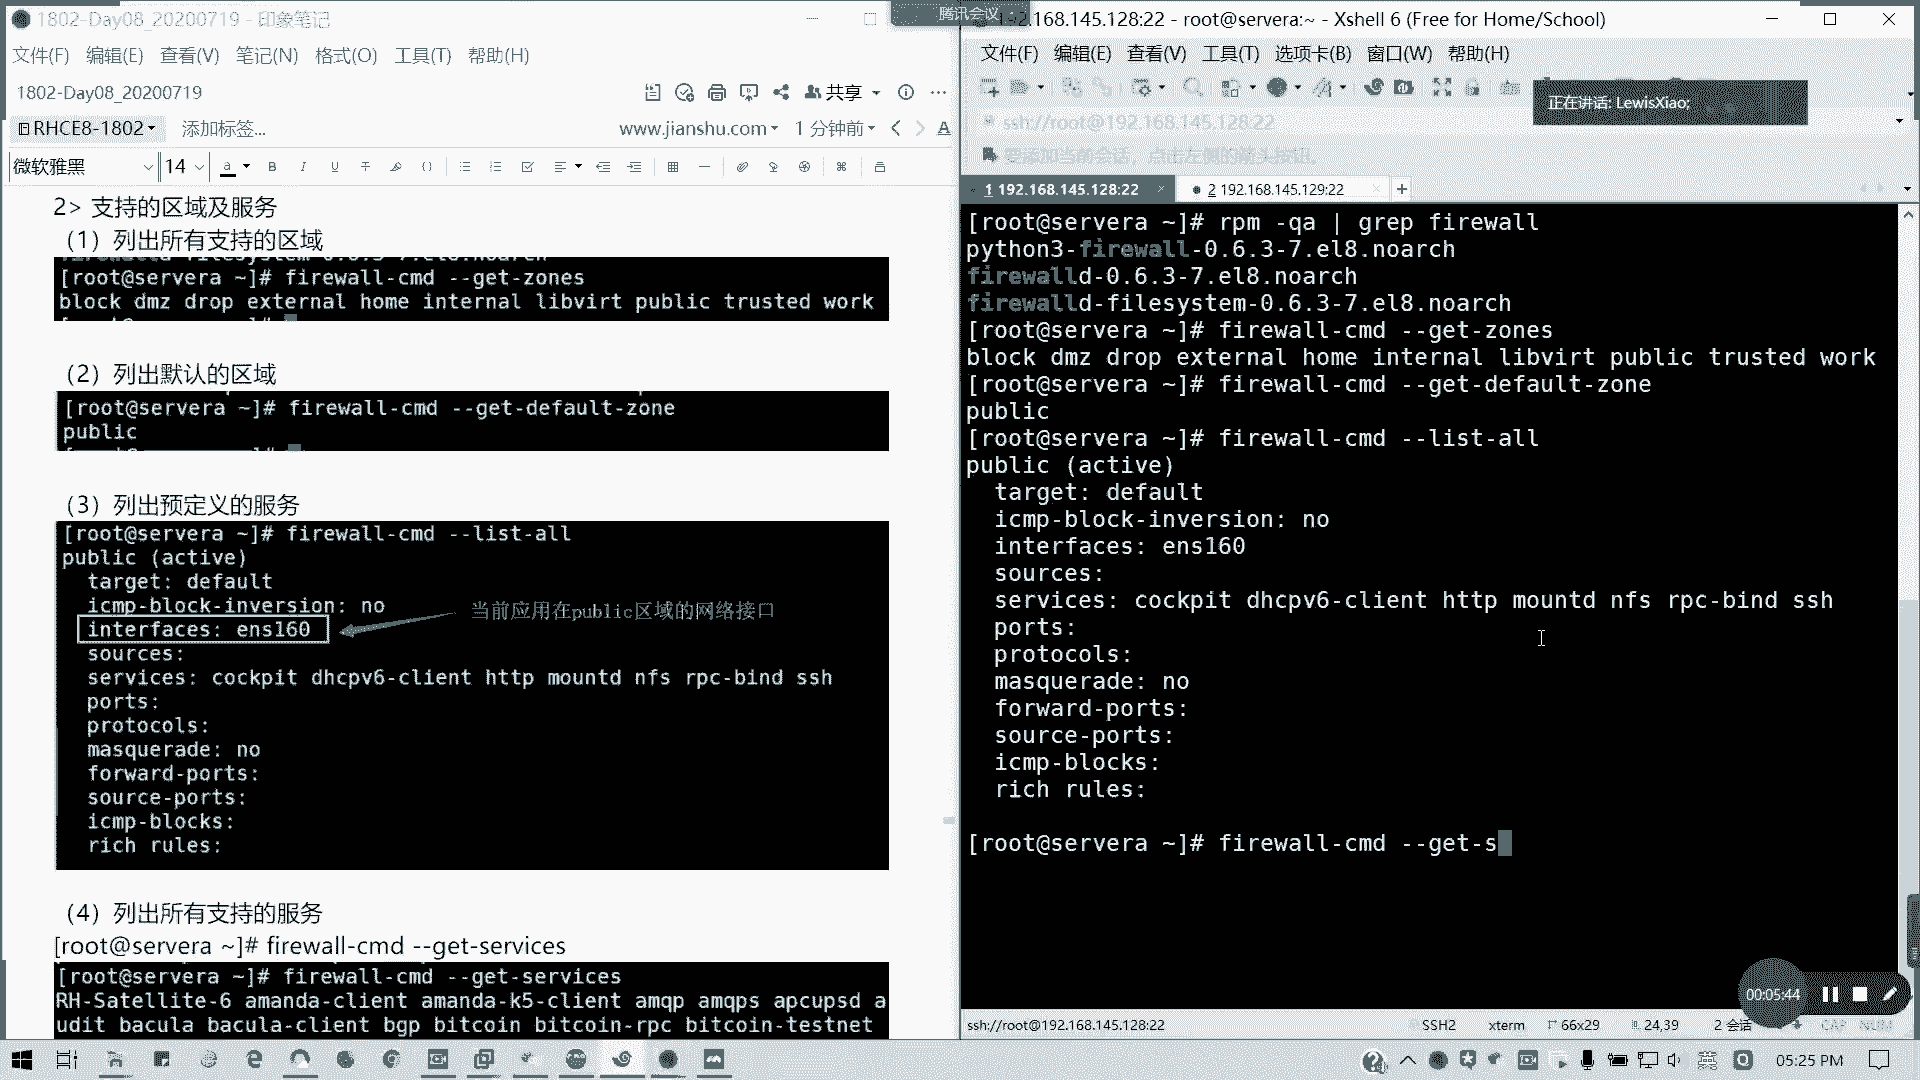 1802-Day08_20200719 - 印象笔记
文件(F) 编辑(E) 查看(V) 笔记(N) 格式(O) 工具(T) 帮助(H)
1802-Day08_20200719
共享
RHCE8-1802 添加标签...
www.jianshu.com 1 分钟前
微软雅黑 14
2> 支持的区域及服务
（1）列出所有支持的区域
[root@servera ~]# firewall-cmd --get-zones
block dmz drop external home internal libvirt public trusted work
（2）列出默认的区域
[root@servera ~]# firewall-cmd --get-default-zone
public
（3）列出预定义的服务
[root@servera ~]# firewall-cmd --list-all
public (active)
target: default
icmp-block-inversion: no
当前应用在public区域的网络接口
interfaces: ens160
sources:
services: cockpit dhcpv6-client http mountd nfs rpc-bind ssh
ports:
protocols:
masquerade: no
forward-ports:
source-ports:
icmp-blocks:
rich rules:
（4）列出所有支持的服务
[root@servera ~]# firewall-cmd --get-services
[root@servera ~]# firewall-cmd --get-services
RH-Satellite-6 amanda-client amanda-k5-client amqp amqps apcupsd a
udit bacula bacula-client bgp bitcoin bitcoin-rpc bitcoin-testnet
腾讯会议
192.168.145.128:22 - root@servera:~ - Xshell 6 (Free for Home/School)
文件(F) 编辑(E) 查看(V) 工具(T) 选项卡(B) 窗口(W) 帮助(H)
正在讲话: LewisXiao;
ssh://root@192.168.145.128:22
要添加当前会话，点击左侧的箭头按钮。
1 192.168.145.128:22 × 2 192.168.145.129:22 × +
[root@servera ~]# rpm -qa | grep firewall
python3-firewall-0.6.3-7.el8.noarch
firewalld-0.6.3-7.el8.noarch
firewalld-filesystem-0.6.3-7.el8.noarch
[root@servera ~]# firewall-cmd --get-zones
block dmz drop external home internal libvirt public trusted work
[root@servera ~]# firewall-cmd --get-default-zone
public
[root@servera ~]# firewall-cmd --list-all
public (active)
target: default
icmp-block-inversion: no
interfaces: ens160
sources:
services: cockpit dhcpv6-client http mountd nfs rpc-bind ssh
ports:
protocols:
masquerade: no
forward-ports:
source-ports:
icmp-blocks:
rich rules:
[root@servera ~]# firewall-cmd --get-s
00:05:44
ssh://root@192.168.145.128:22 SSH2 xterm 66x29 24,39 2 会话 CAP NUM
英 05:25 PM